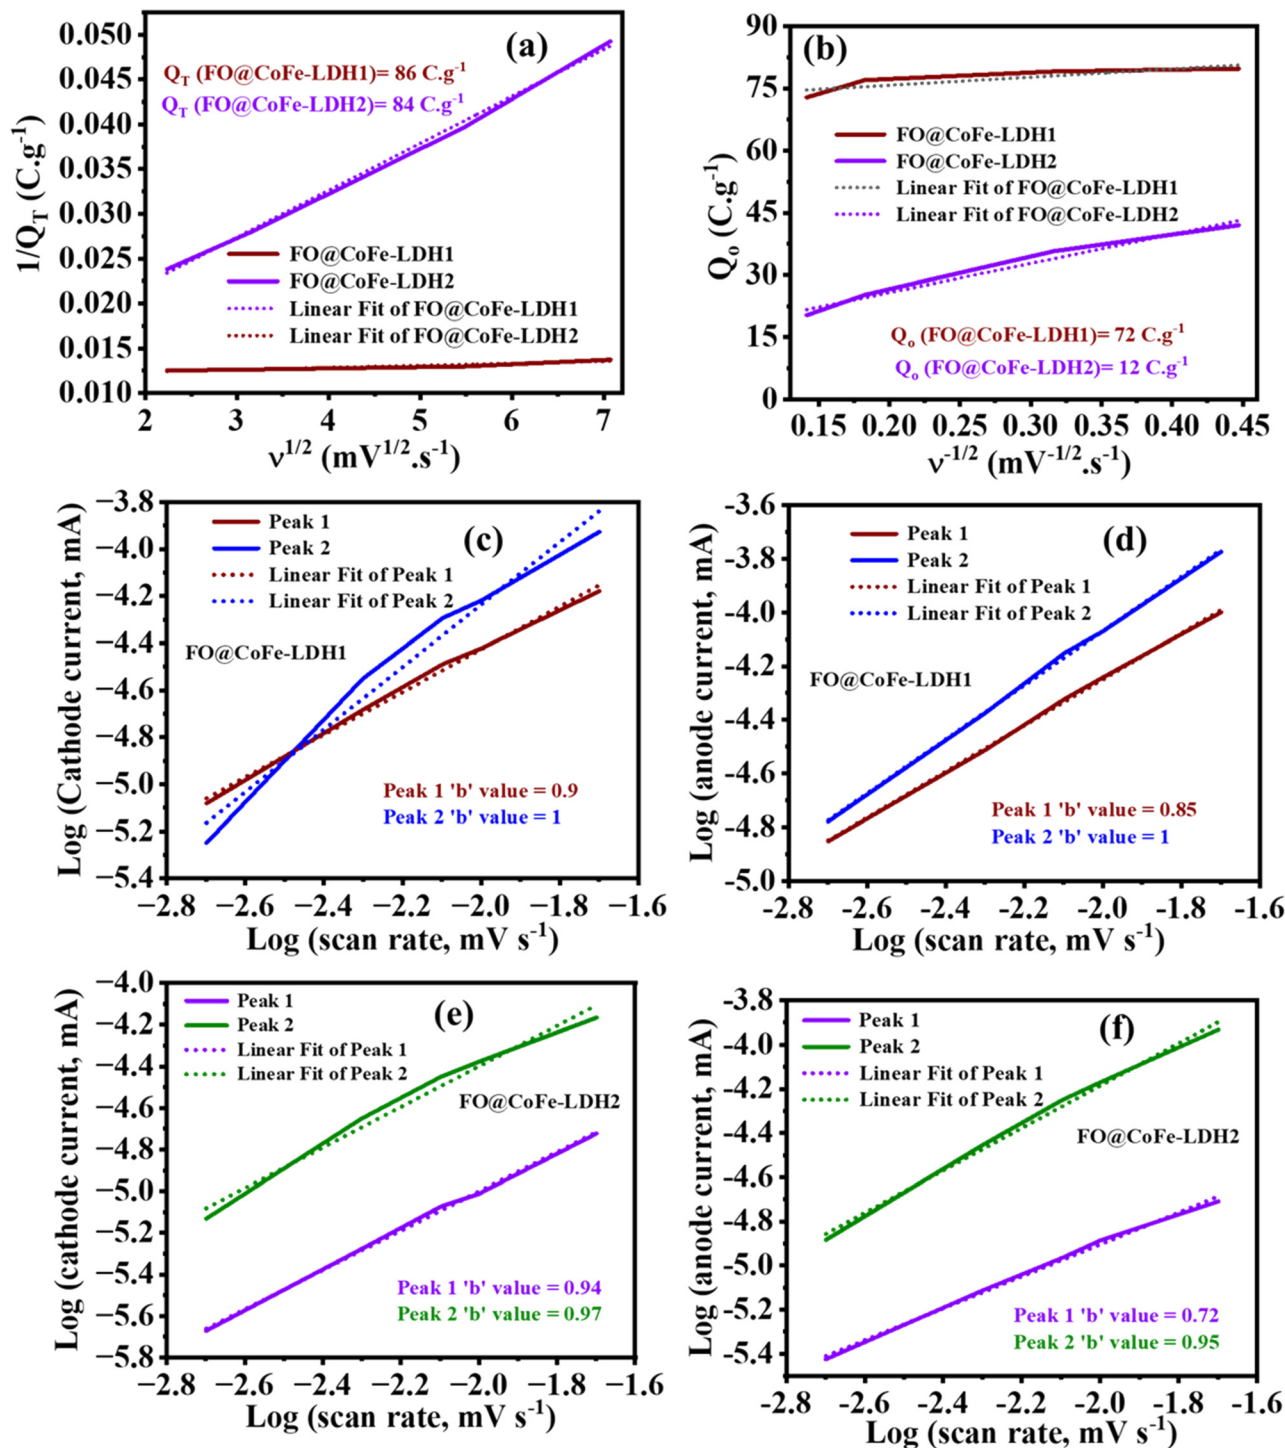 (a)
Q_T (FO@CoFe-LDH1)= 86 C.g⁻¹
Q_T (FO@CoFe-LDH2)= 84 C.g⁻¹
1/Q_T (C.g⁻¹)
0.050
0.045
0.040
0.035
0.030
0.025
0.020
0.015
0.010
FO@CoFe-LDH1
FO@CoFe-LDH2
Linear Fit of FO@CoFe-LDH1
Linear Fit of FO@CoFe-LDH2
2 3 4 5 6 7
ν^1/2 (mV^1/2.s⁻¹)
(b)
Q_o (C.g⁻¹)
90
75
60
45
30
15
0
FO@CoFe-LDH1
FO@CoFe-LDH2
Linear Fit of FO@CoFe-LDH1
Linear Fit of FO@CoFe-LDH2
Q_o (FO@CoFe-LDH1)= 72 C.g⁻¹
Q_o (FO@CoFe-LDH2)= 12 C.g⁻¹
0.15 0.20 0.25 0.30 0.35 0.40 0.45
ν^-1/2 (mV^-1/2.s⁻¹)
(c)
Log (Cathode current, mA)
−3.8
−4.0
−4.2
−4.4
−4.6
−4.8
−5.0
−5.2
−5.4
Peak 1
Peak 2
Linear Fit of Peak 1
Linear Fit of Peak 2
FO@CoFe-LDH1
Peak 1 'b' value = 0.9
Peak 2 'b' value = 1
−2.8 −2.6 −2.4 −2.2 −2.0 −1.8 −1.6
Log (scan rate, mV s⁻¹)
(d)
Log (anode current, mA)
-3.6
-3.8
-4.0
-4.2
-4.4
-4.6
-4.8
-5.0
Peak 1
Peak 2
Linear Fit of Peak 1
Linear Fit of Peak 2
FO@CoFe-LDH1
Peak 1 'b' value = 0.85
Peak 2 'b' value = 1
-2.8 -2.6 -2.4 -2.2 -2.0 -1.8 -1.6
Log (scan rate, mV s⁻¹)
(e)
Log (cathode current, mA)
−4.0
−4.2
−4.4
−4.6
−4.8
−5.0
−5.2
−5.4
−5.6
−5.8
Peak 1
Peak 2
Linear Fit of Peak 1
Linear Fit of Peak 2
FO@CoFe-LDH2
Peak 1 'b' value = 0.94
Peak 2 'b' value = 0.97
−2.8 −2.6 −2.4 −2.2 −2.0 −1.8 −1.6
Log (scan rate, mV s⁻¹)
(f)
Log (anode current, mA)
-3.8
-4.0
-4.2
-4.4
-4.6
-4.8
-5.0
-5.2
-5.4
Peak 1
Peak 2
Linear Fit of Peak 1
Linear Fit of Peak 2
FO@CoFe-LDH2
Peak 1 'b' value = 0.72
Peak 2 'b' value = 0.95
-2.8 -2.6 -2.4 -2.2 -2.0 -1.8 -1.6
Log (scan rate, mV s⁻¹)